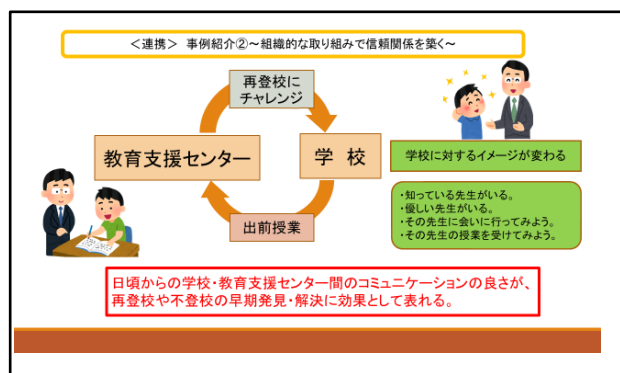 ＜連携＞ 事例紹介②～組織的な取り組みで信頼関係を築く～
再登校に
チャレンジ
教育支援センター
学 校
出前授業
学校に対するイメージが変わる
・知っている先生がいる。
・優しい先生がいる。
・その先生に会いに行ってみよう。
・その先生の授業を受けてみよう。
日頃からの学校・教育支援センター間のコミュニケーションの良さが、
再登校や不登校の早期発見・解決に効果として表れる。